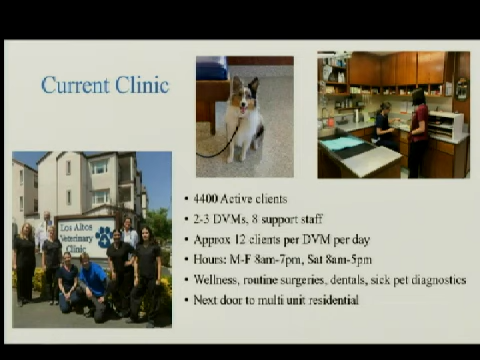 Current Clinic
Los Altos
Veterinary
Clinic
• 4400 Active clients
• 2-3 DVMs, 8 support staff
• Approx 12 clients per DVM per day
• Hours: M-F 8am-7pm, Sat 8am-5pm
• Wellness, routine surgeries, dentals, sick pet diagnostics
• Next door to multi unit residential